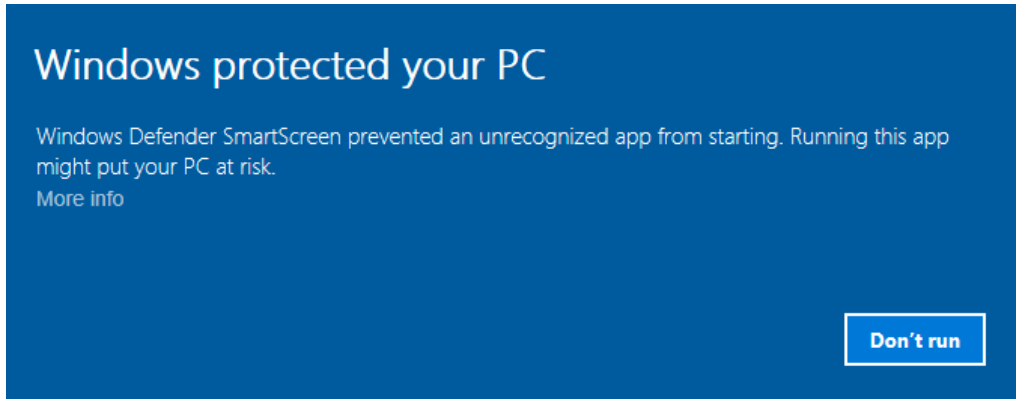 Windows protected your PC
Windows Defender SmartScreen prevented an unrecognized app from starting. Running this app
might put your PC at risk.
More info
Don't run